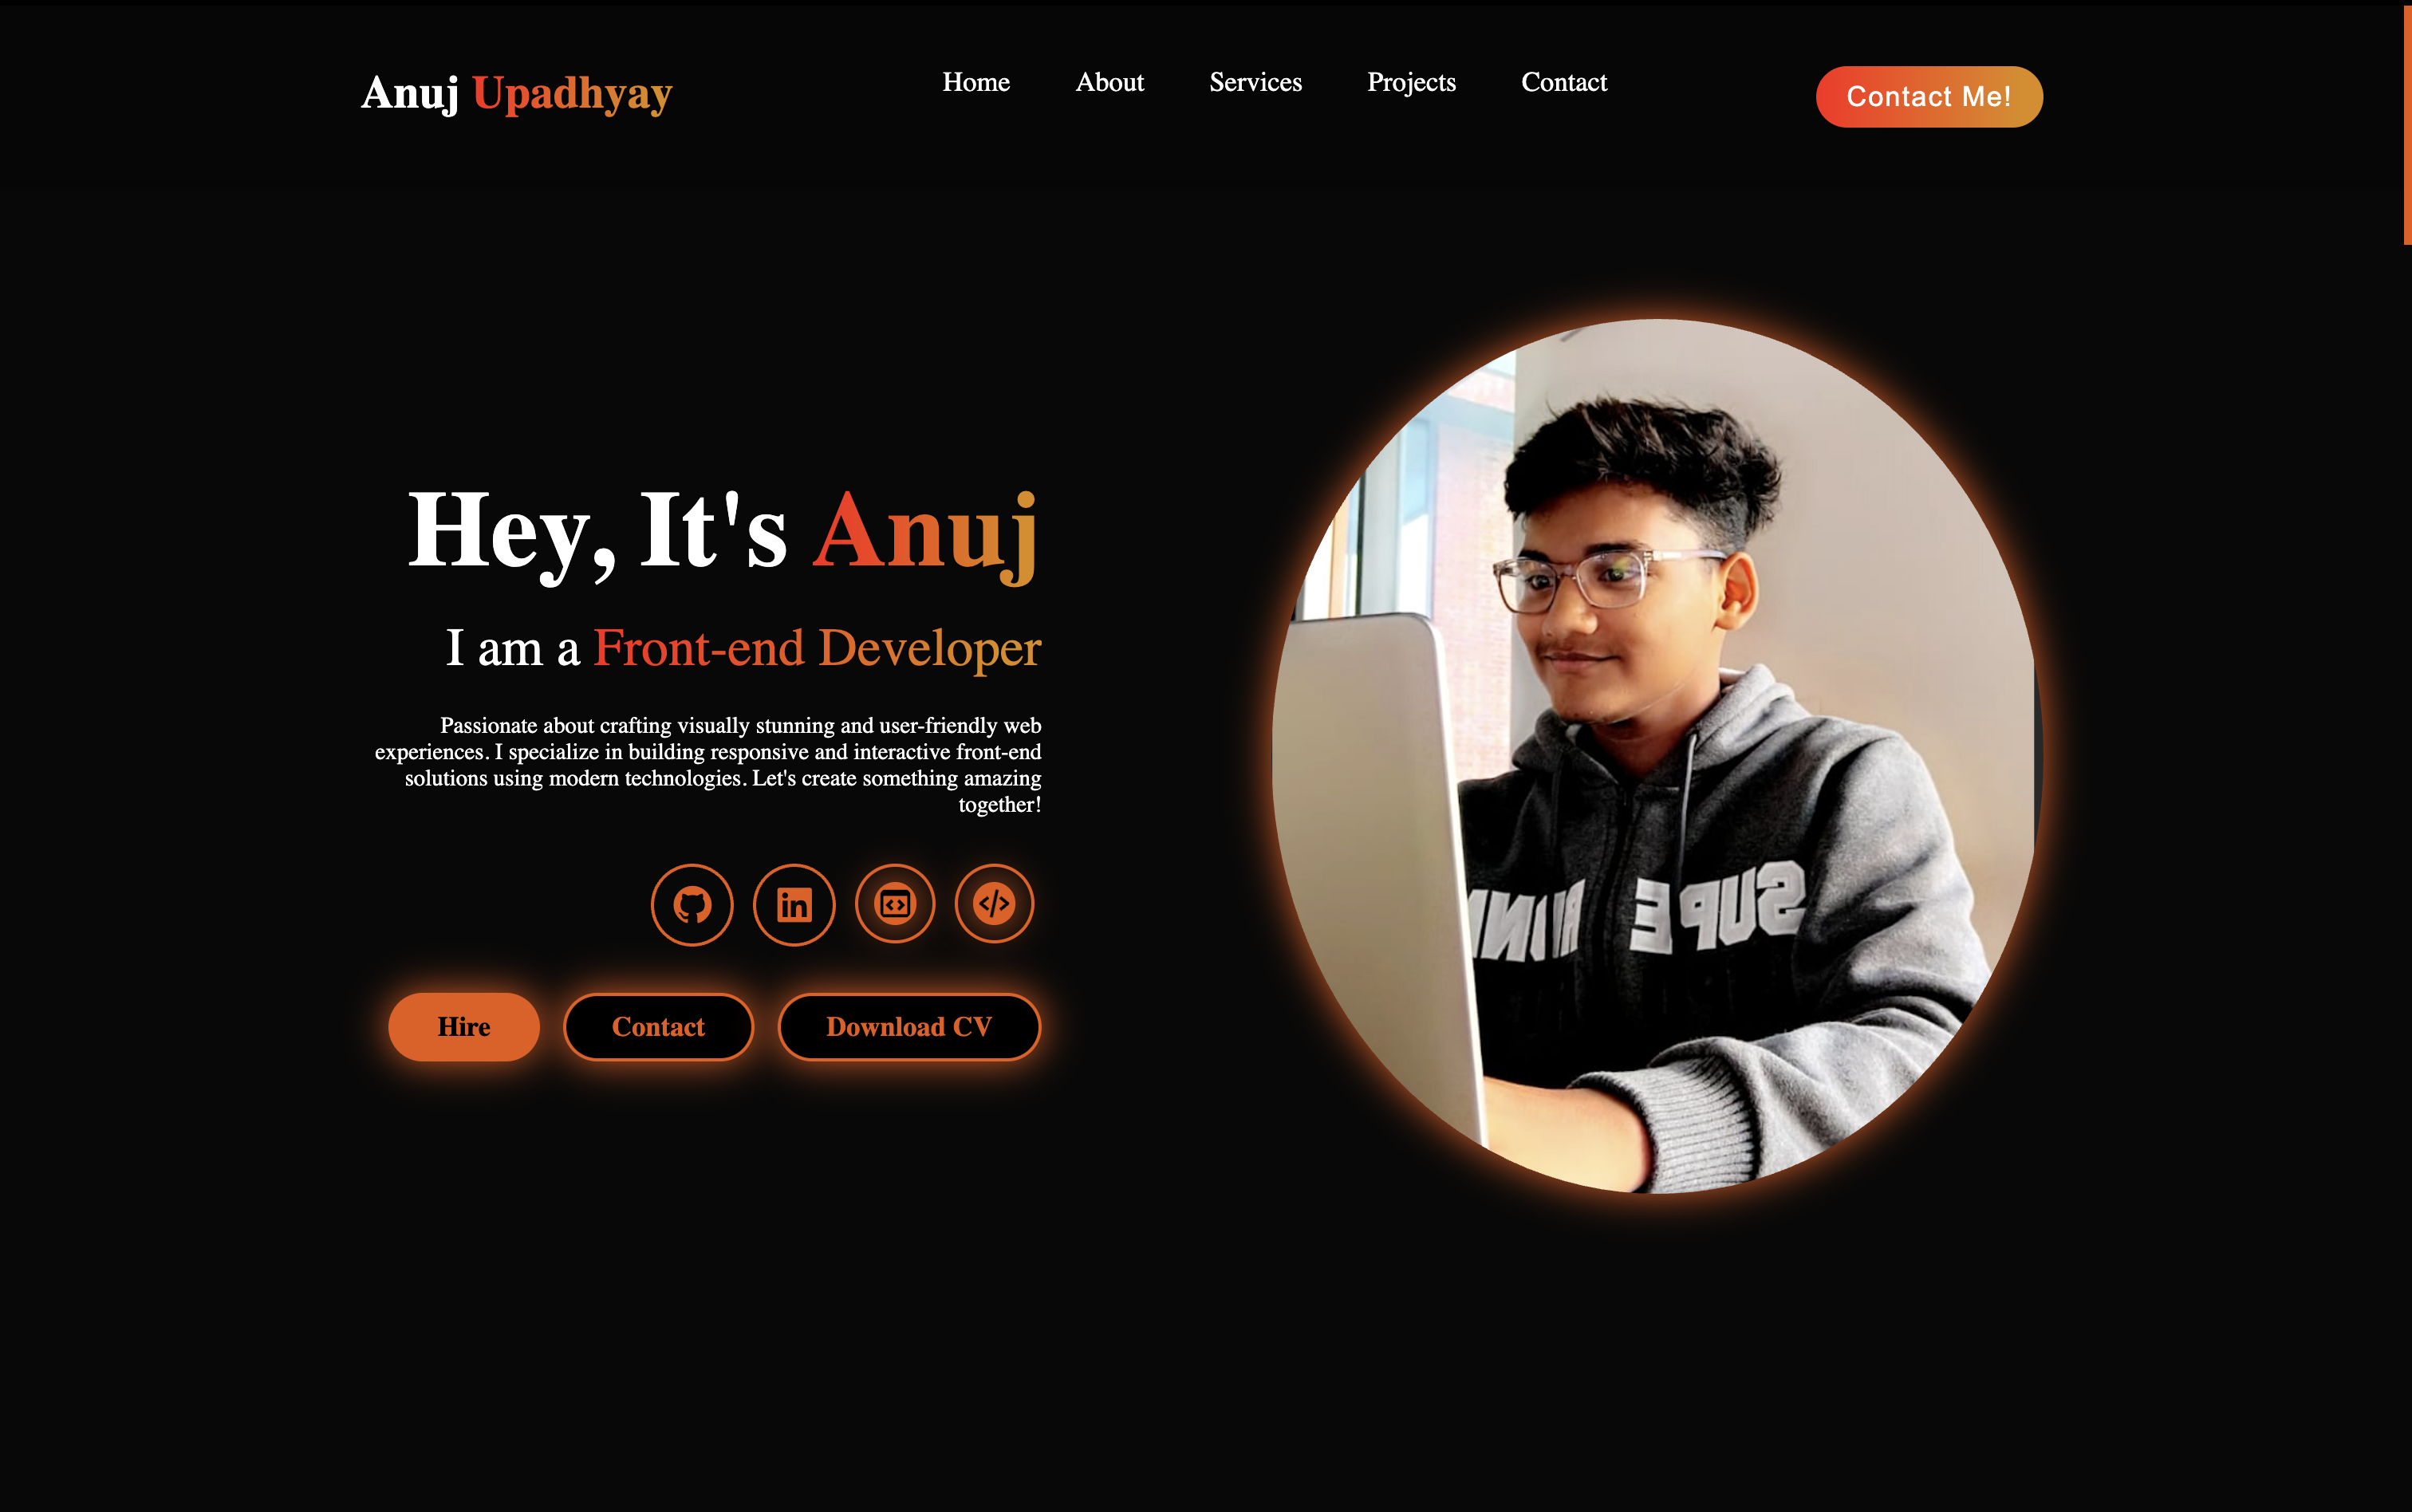 Anuj Upadhyay
Home About Services Projects Contact
Contact Me!
Hey, It's Anuj
I am a Front-end Developer
Passionate about crafting visually stunning and user-friendly web
experiences. I specialize in building responsive and interactive front-end
solutions using modern technologies. Let's create something amazing
together!
in
Hire
Contact
Download CV
SUPE